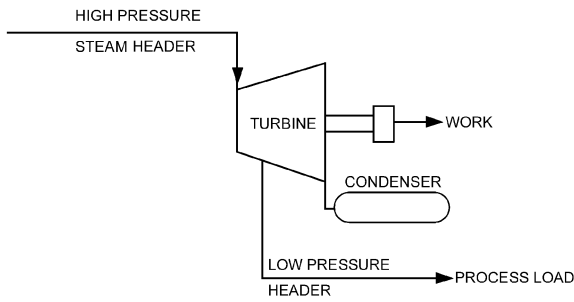 HIGH PRESSURE
STEAM HEADER
TURBINE
WORK
CONDENSER
LOW PRESSURE
HEADER
PROCESS LOAD